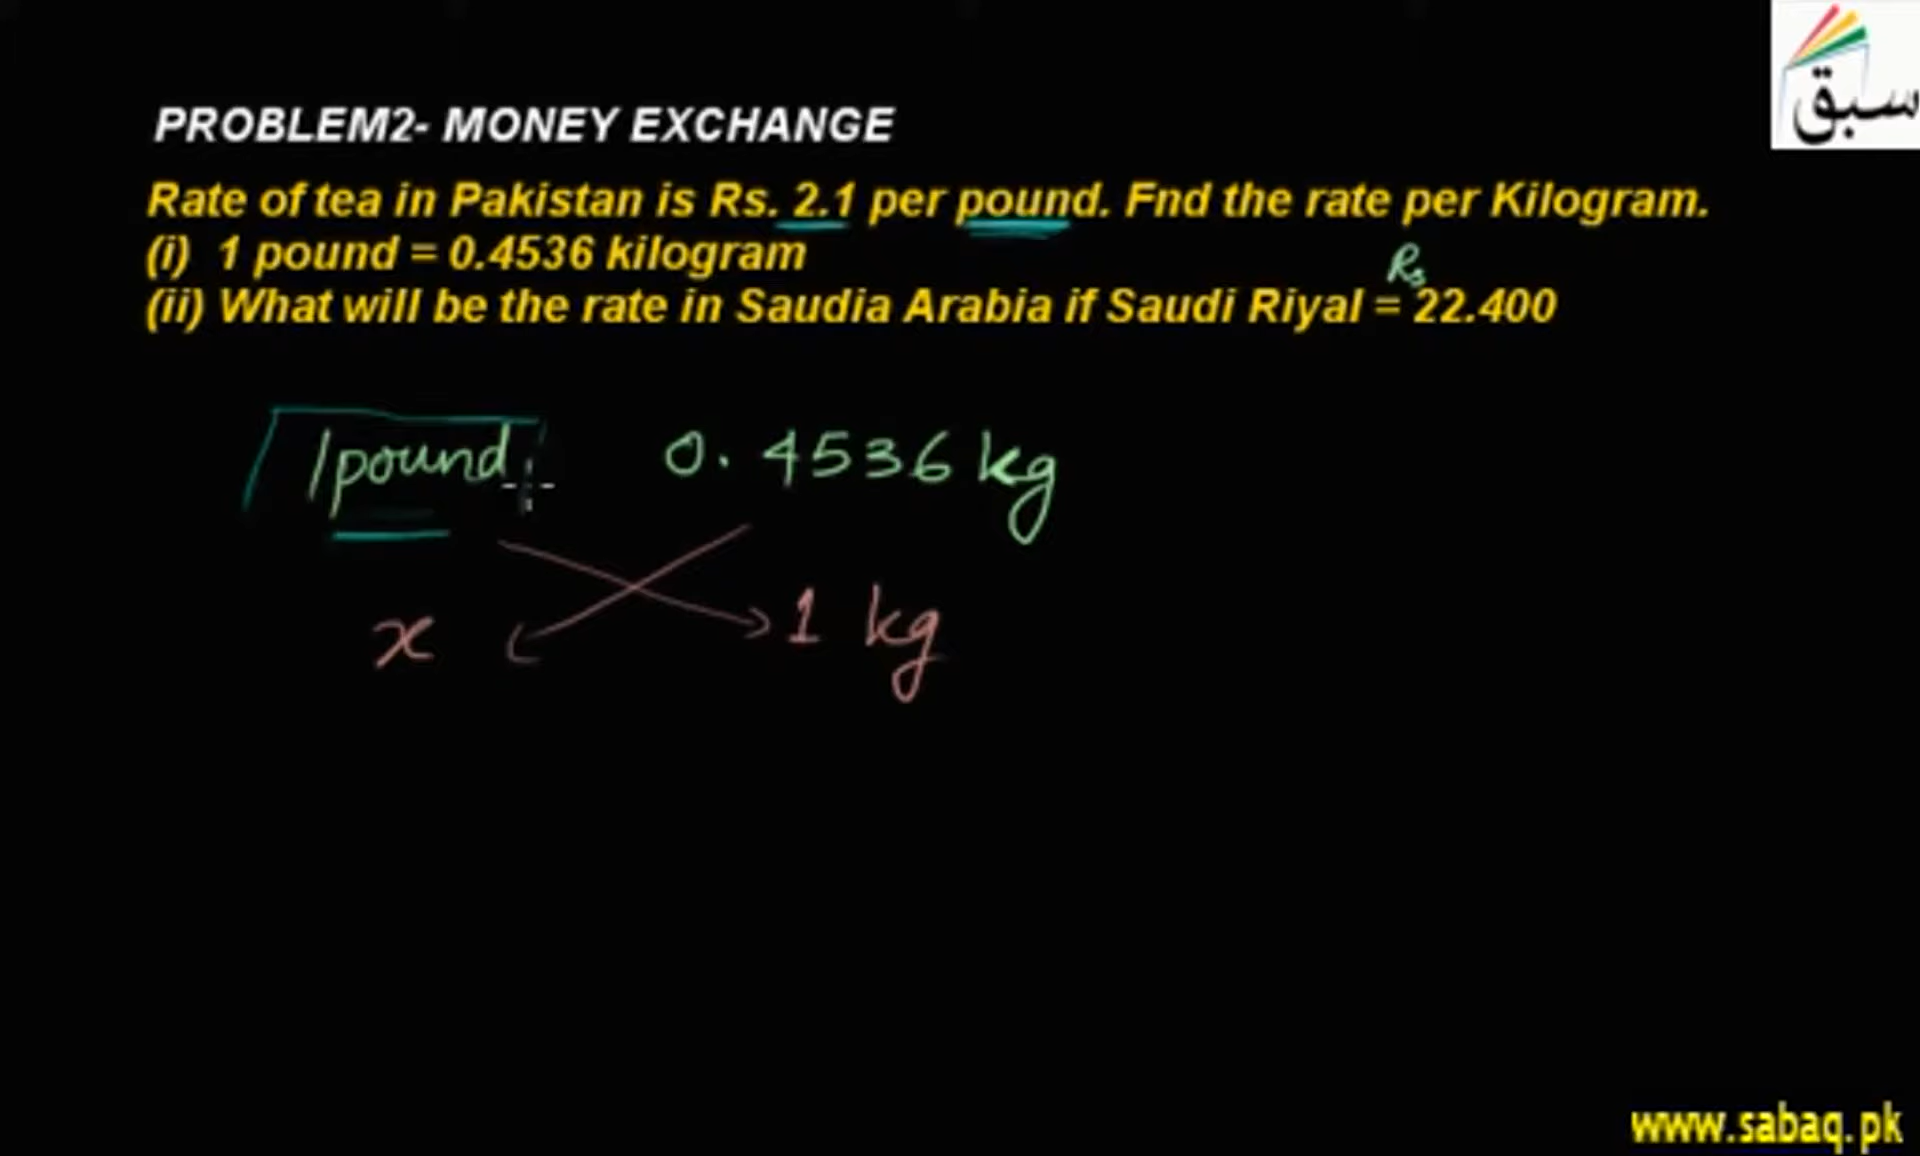 سبق
PROBLEM2- MONEY EXCHANGE
Rate of tea in Pakistan is Rs. 2.1 per pound. Fnd the rate per Kilogram.
(i) 1 pound = 0.4536 kilogram
Rs
(ii) What will be the rate in Saudia Arabia if Saudi Riyal = 22.400
1 pound 0.4536 kg
x 1 kg
www.sabaq.pk